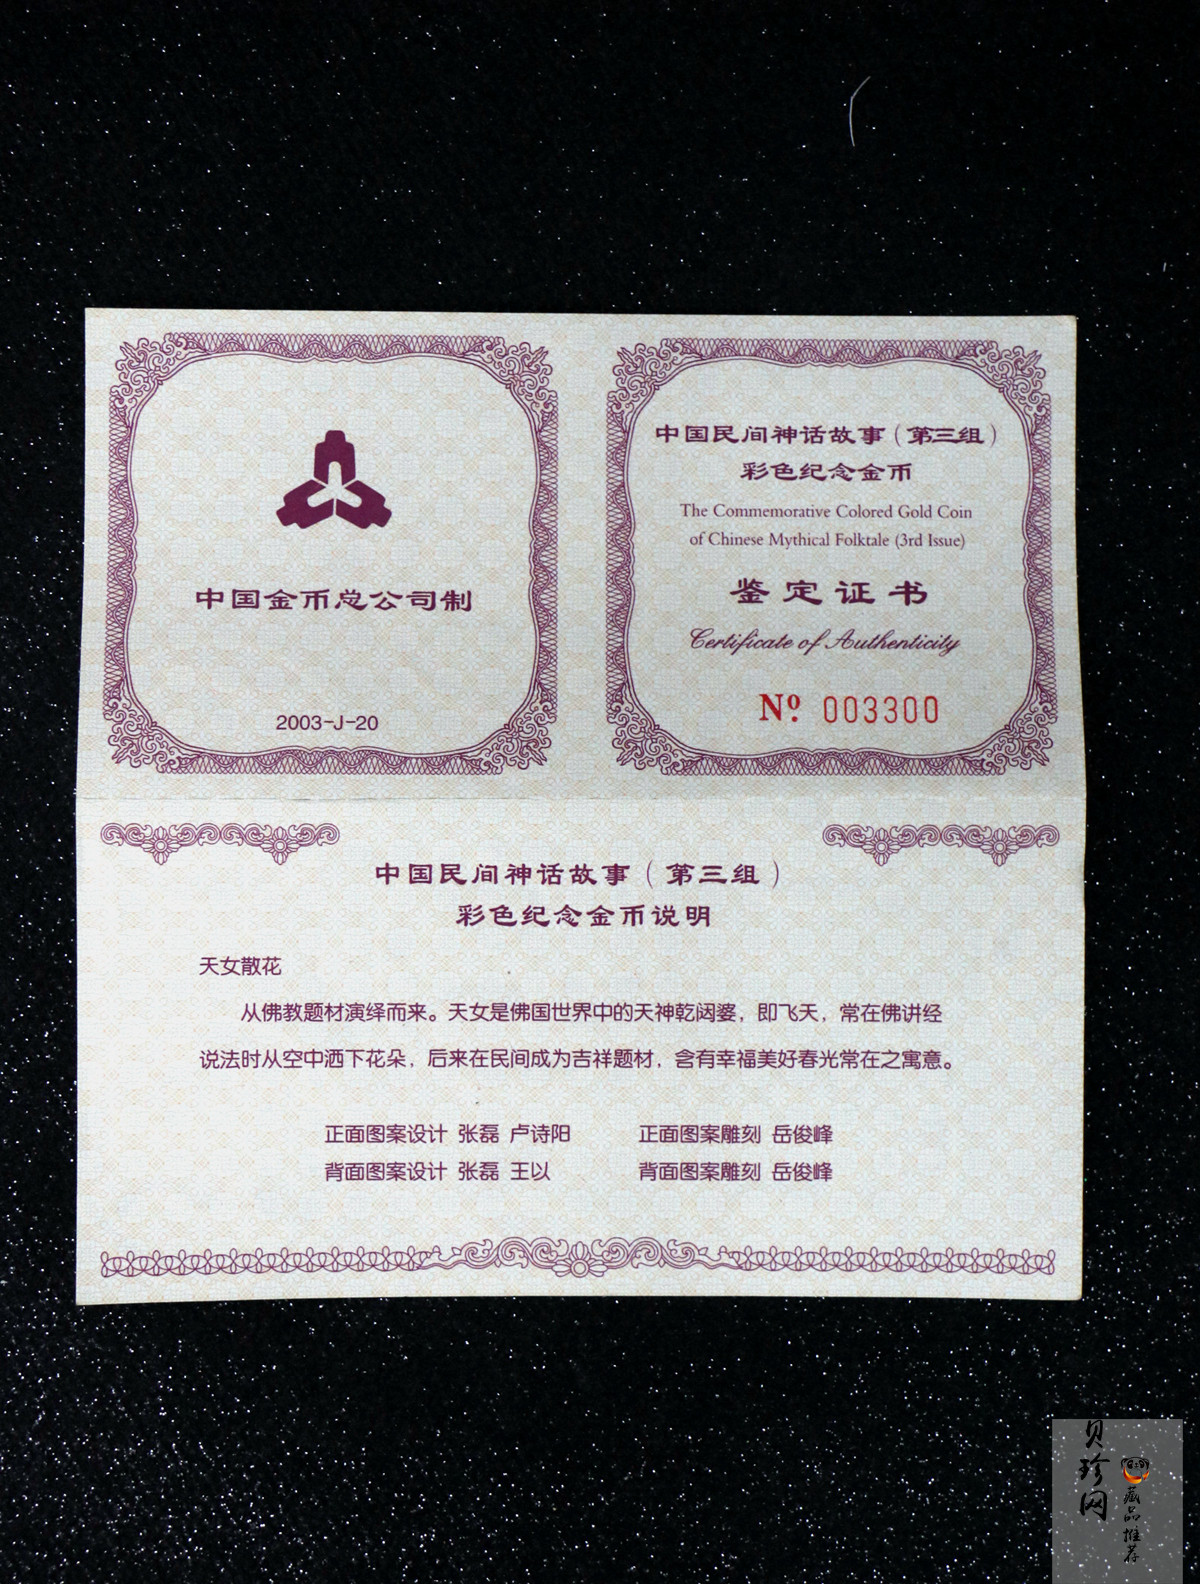 中国金币总公司制
2003-J-20
中国民间神话故事（第三组）
彩色纪念金币
The Commemorative Colored Gold Coin
of Chinese Mythical Folktale (3rd Issue)
鉴定证书
Certificate of Authenticity
Nº 003300
中国民间神话故事（第三组）
彩色纪念金币说明
天女散花
从佛教题材演绎而来。天女是佛国世界中的天神乾闼婆，即飞天，常在佛讲经
说法时从空中洒下花朵，后来在民间成为吉祥题材，含有幸福美好春光常在之寓意。
正面图案设计 张磊 卢诗阳 正面图案雕刻 岳俊峰
背面图案设计 张磊 王以 背面图案雕刻 岳俊峰
贝珍网
藏品推荐